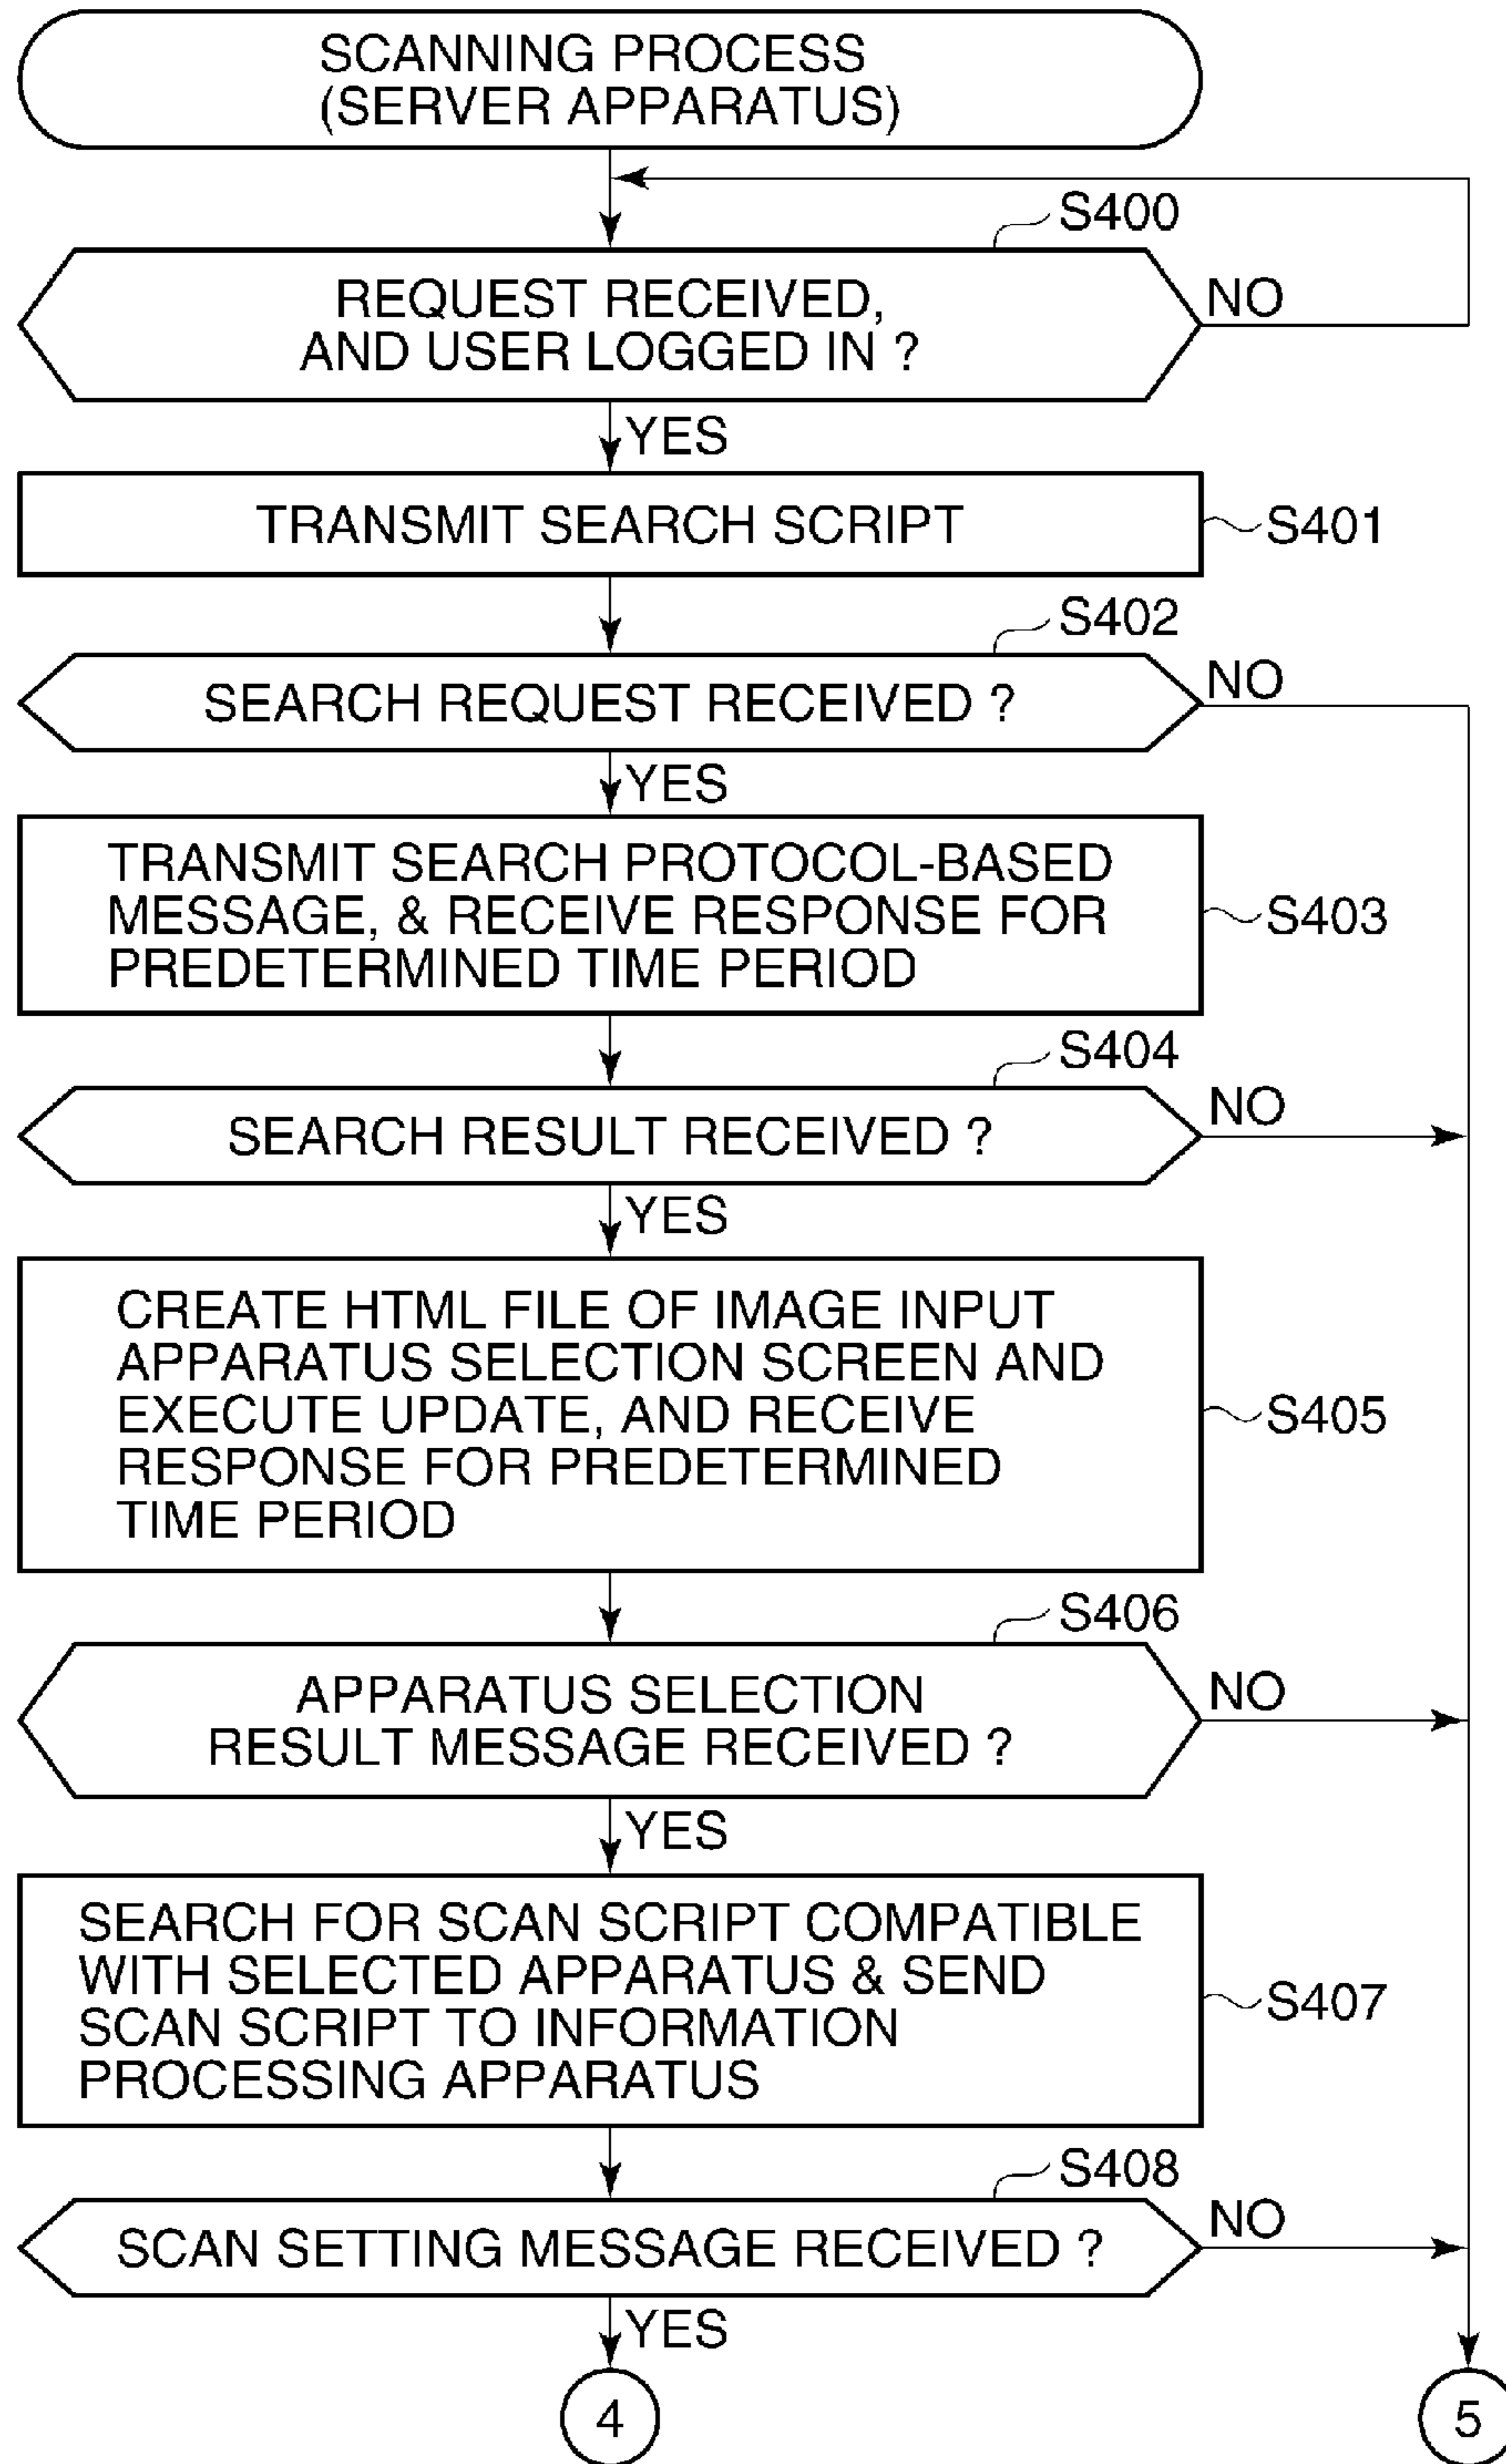 SCANNING PROCESS
(SERVER APPARATUS)
S400
REQUEST RECEIVED,
AND USER LOGGED IN ?
NO
YES
TRANSMIT SEARCH SCRIPT
S401
S402
SEARCH REQUEST RECEIVED ?
NO
YES
TRANSMIT SEARCH PROTOCOL-BASED
MESSAGE, & RECEIVE RESPONSE FOR
PREDETERMINED TIME PERIOD
S403
S404
SEARCH RESULT RECEIVED ?
NO
YES
CREATE HTML FILE OF IMAGE INPUT
APPARATUS SELECTION SCREEN AND
EXECUTE UPDATE, AND RECEIVE
RESPONSE FOR PREDETERMINED
TIME PERIOD
S405
S406
APPARATUS SELECTION
RESULT MESSAGE RECEIVED ?
NO
YES
SEARCH FOR SCAN SCRIPT COMPATIBLE
WITH SELECTED APPARATUS & SEND
SCAN SCRIPT TO INFORMATION
PROCESSING APPARATUS
S407
S408
SCAN SETTING MESSAGE RECEIVED ?
NO
YES
4
5